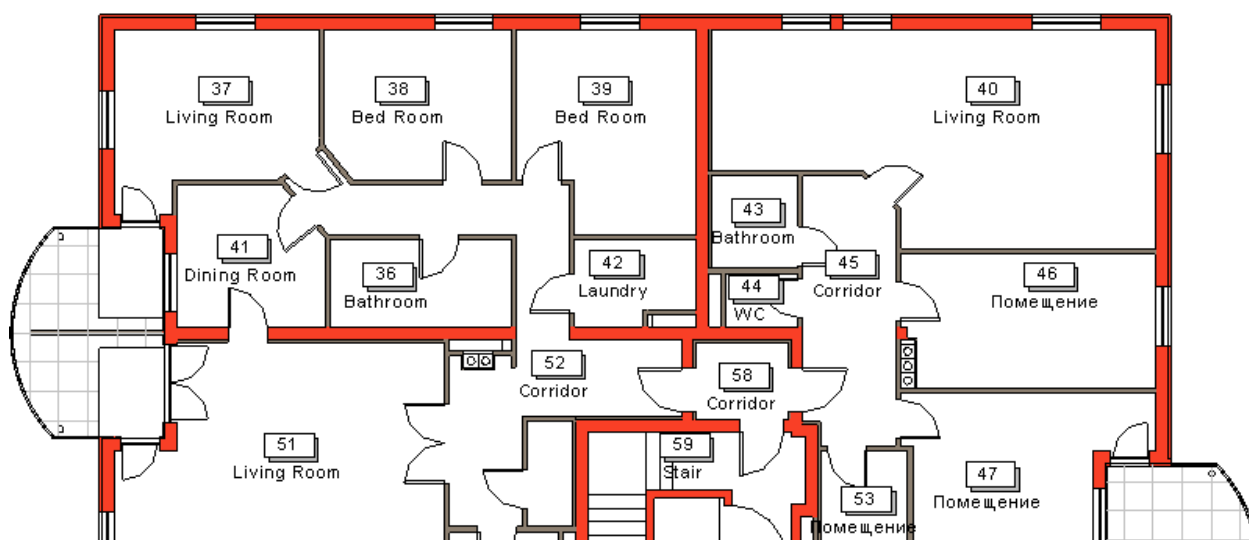 37
Living Room
38
Bed Room
39
Bed Room
40
Living Room
43
Bathroom
41
Dining Room
36
Bathroom
42
Laundry
44
WC
45
Corridor
46
Помещение
52
Corridor
58
Corridor
51
Living Room
59
Stair
53
Помещение
47
Помещение